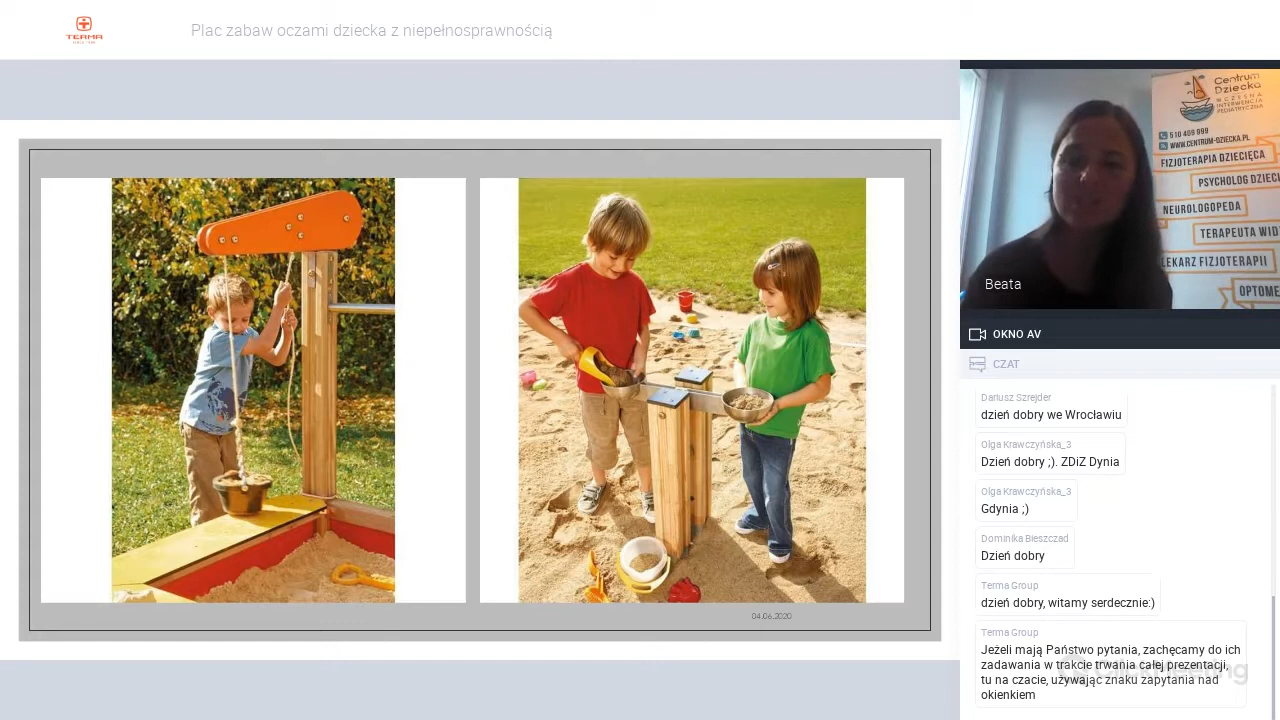 TERMA
Plac zabaw oczami dziecka z niepełnosprawnością
04.06.2020
Centrum
Dziecka
WCZESNA
INTERWENCJA
PEDIATRYCZNA
510 409 999
WWW.CENTRUM-DZIECKA.PL
FIZJOTERAPIA DZIECIĘCA
PSYCHOLOG DZIECI
NEUROLOGOPEDA
TERAPEUTA WID
LEKARZ FIZJOTERAPII
OPTOME
Beata
OKNO AV
CZAT
Dariusz Szrejder
dzień dobry we Wrocławiu
Olga Krawczyńska_3
Dzień dobry ;). ZDiZ Dynia
Olga Krawczyńska_3
Gdynia ;)
Dominika Bieszczad
Dzień dobry
Terma Group
dzień dobry, witamy serdecznie:)
Terma Group
Jeżeli mają Państwo pytania, zachęcamy do ich
zadawania w trakcie trwania całej prezentacji,
tu na czacie, używając znaku zapytania nad
okienkiem
ClickMeeting